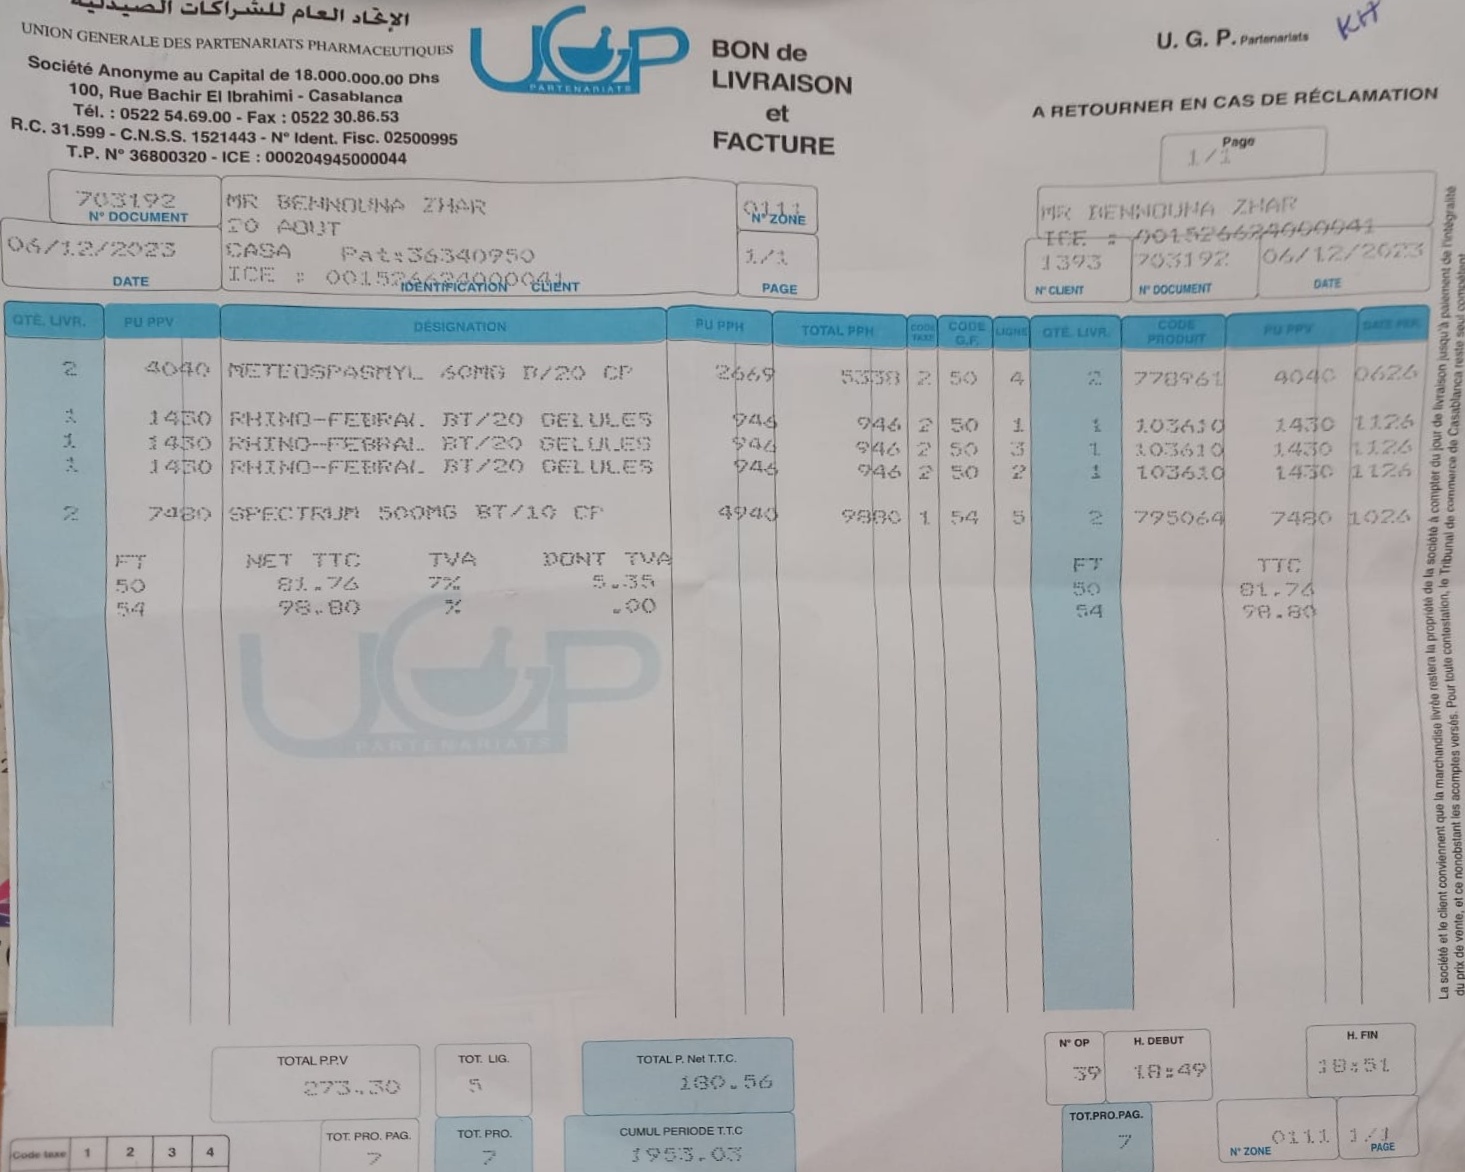 الإتحاد العام للشراكات الصيدلية
UNION GENERALE DES PARTENARIATS PHARMACEUTIQUES
Société Anonyme au Capital de 18.000.000.00 Dhs
100, Rue Bachir El Ibrahimi - Casablanca
Tél. : 0522 54.69.00 - Fax : 0522 30.86.53
R.C. 31.599 - C.N.S.S. 1521443 - N° Ident. Fisc. 02500995
T.P. N° 36800320 - ICE : 000204945000044
UGP
PARTENARIATS
BON de
LIVRAISON
et
FACTURE
U. G. P. Partenariats KH
A RETOURNER EN CAS DE RÉCLAMATION
Page
1/1
703192
N° DOCUMENT
06/12/2023
DATE
MR BENNOUNA ZHAR
20 AOUT
CASA Pat:36340950
ICE : 001526624000041
IDENTIFICATION CLIENT
0111
N° ZONE
1/1
PAGE
MR BENNOUNA ZHAR
ICE : 001526624000041
1393 703192 06/12/2023
N° CLIENT N° DOCUMENT DATE
QTÉ. LIVR. PU PPV DÉSIGNATION PU PPH TOTAL PPH CODE TAXE CODE G.F. LIGNE QTÉ. LIVR. CODE PRODUIT PU PPV DATE PER.
2 4040 METEOSPASMYL 60MG B/20 CP 2669 5338 2 50 4 2 778961 4040 0626
1 1430 RHINO-FEBRAL BT/20 GELULES 946 946 2 50 1 1 103610 1430 1126
1 1430 RHINO-FEBRAL BT/20 GELULES 946 946 2 50 3 1 103610 1430 1126
1 1430 RHINO-FEBRAL BT/20 GELULES 946 946 2 50 2 1 103610 1430 1126
2 7480 SPECTRUM 500MG BT/10 CP 4940 9880 1 54 5 2 795064 7480 1026
FT NET TTC TVA DONT TVA FT TTC
50 81.76 7% 5.35 50 81.76
54 98.80 % .00 54 98.80
UGP
PARTENARIATS
La société et le client conviennent que la marchandise livrée restera la propriété de la société à compter du jour de livraison jusqu'à paiement de l'intégralité
du prix de vente, et ce nonobstant les acomptes versés. Pour toute contestation, le Tribunal de commerce de Casablanca reste seul compétent
TOTAL P.P.V
273.30
TOT. LIG.
5
TOTAL P. Net T.T.C.
180.56
N° OP
39
H. DEBUT
18:49
H. FIN
18:51
TOT. PRO. PAG.
7
TOT. PRO.
7
CUMUL PERIODE T.T.C
1953.03
TOT.PRO.PAG.
7
N° ZONE 0111
1/1 PAGE
Code taxe 1 2 3 4